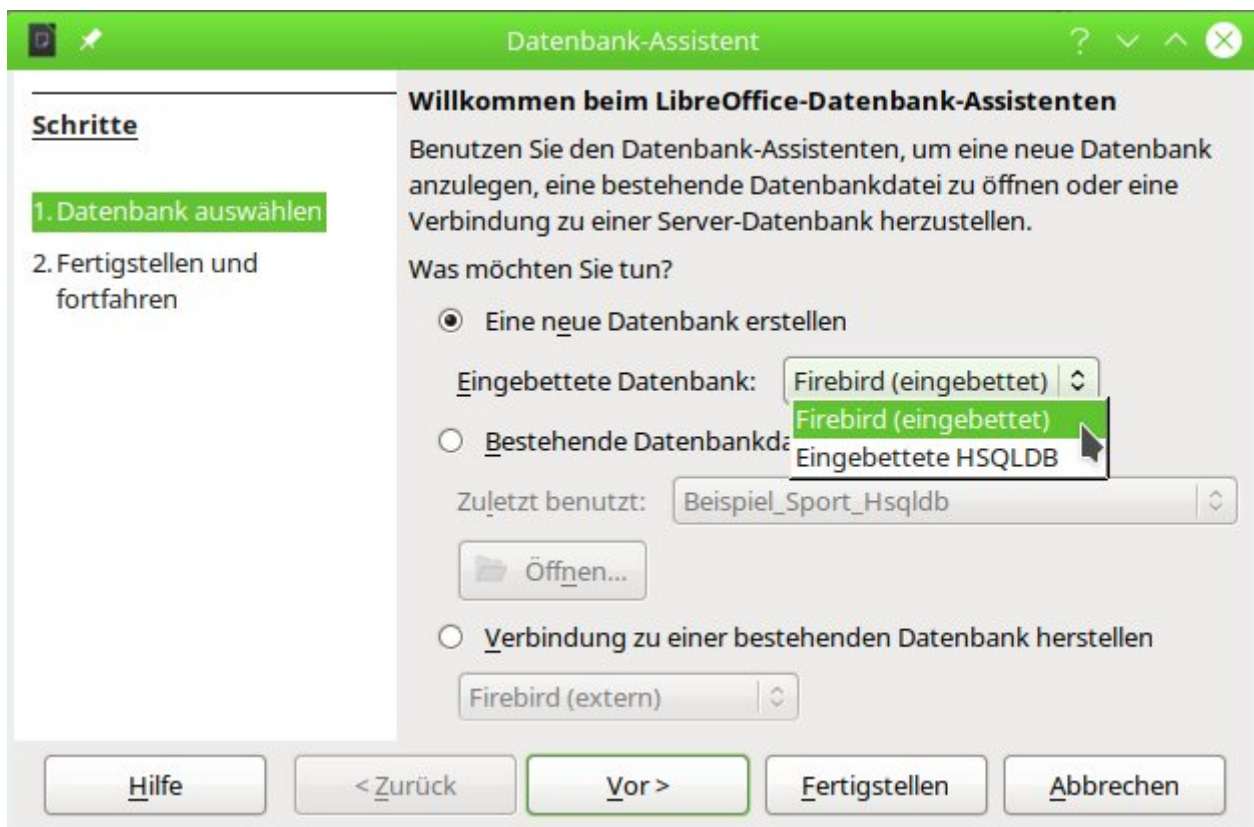 Datenbank-Assistent
Schritte
1. Datenbank auswählen
2. Fertigstellen und
fortfahren
Willkommen beim LibreOffice-Datenbank-Assistenten
Benutzen Sie den Datenbank-Assistenten, um eine neue Datenbank
anzulegen, eine bestehende Datenbankdatei zu öffnen oder eine
Verbindung zu einer Server-Datenbank herzustellen.
Was möchten Sie tun?
Eine neue Datenbank erstellen
Eingebettete Datenbank: Firebird (eingebettet)
Firebird (eingebettet)
Bestehende Datenbankda
Eingebettete HSQLDB
Zuletzt benutzt: Beispiel_Sport_Hsqldb
Öffnen...
Verbindung zu einer bestehenden Datenbank herstellen
Firebird (extern)
Hilfe < Zurück Vor > Fertigstellen Abbrechen